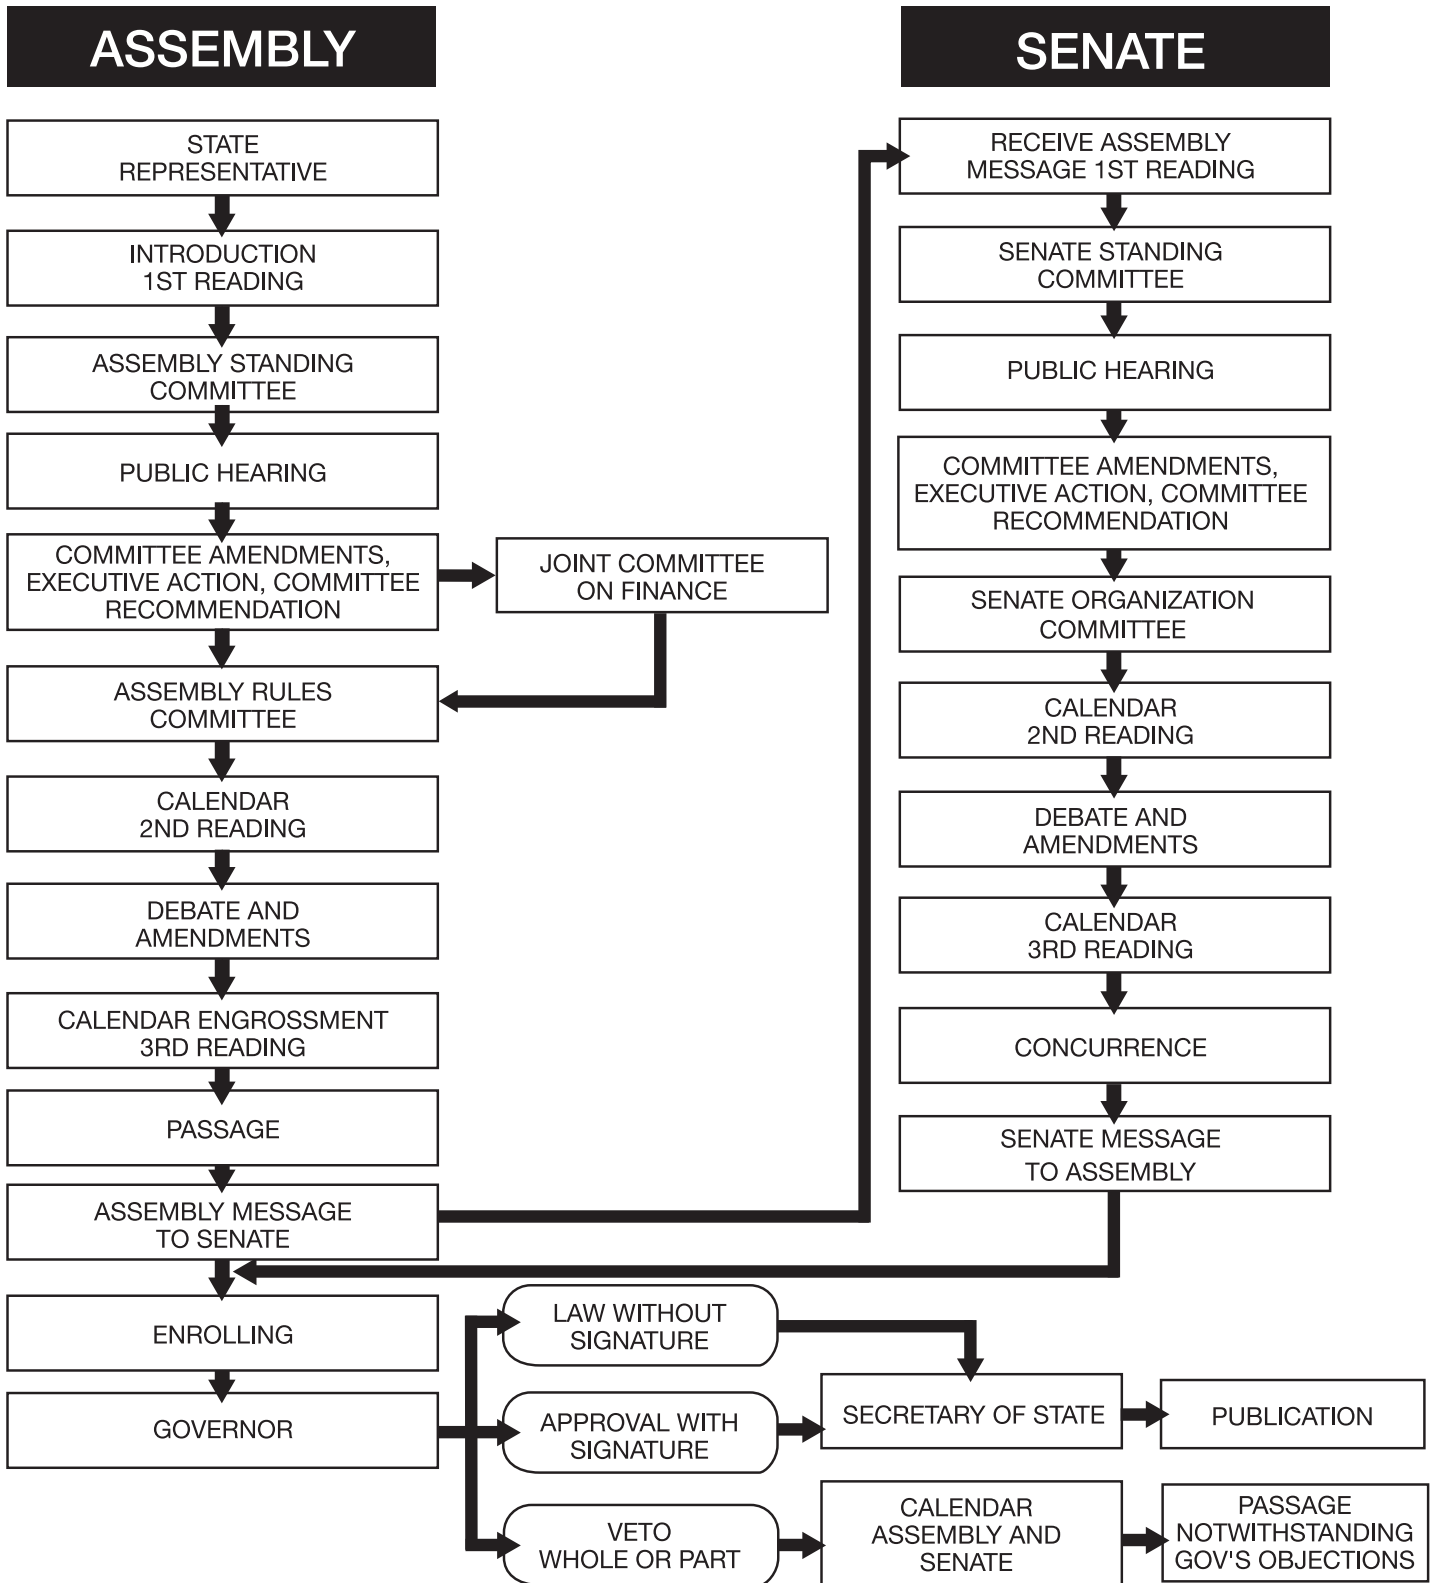 ASSEMBLY
STATE
REPRESENTATIVE
INTRODUCTION
1ST READING
ASSEMBLY STANDING
COMMITTEE
PUBLIC HEARING
COMMITTEE AMENDMENTS,
EXECUTIVE ACTION, COMMITTEE
RECOMMENDATION
JOINT COMMITTEE
ON FINANCE
ASSEMBLY RULES
COMMITTEE
CALENDAR
2ND READING
DEBATE AND
AMENDMENTS
CALENDAR ENGROSSMENT
3RD READING
PASSAGE
ASSEMBLY MESSAGE
TO SENATE
SENATE
RECEIVE ASSEMBLY
MESSAGE 1ST READING
SENATE STANDING
COMMITTEE
PUBLIC HEARING
COMMITTEE AMENDMENTS,
EXECUTIVE ACTION, COMMITTEE
RECOMMENDATION
SENATE ORGANIZATION
COMMITTEE
CALENDAR
2ND READING
DEBATE AND
AMENDMENTS
CALENDAR
3RD READING
CONCURRENCE
SENATE MESSAGE
TO ASSEMBLY
ENROLLING
GOVERNOR
LAW WITHOUT
SIGNATURE
APPROVAL WITH
SIGNATURE
SECRETARY OF STATE
PUBLICATION
VETO
WHOLE OR PART
CALENDAR
ASSEMBLY AND
SENATE
PASSAGE
NOTWITHSTANDING
GOV'S OBJECTIONS